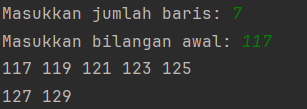 Masukkan jumlah baris: 7
Masukkan bilangan awal: 117
117 119 121 123 125
127 129